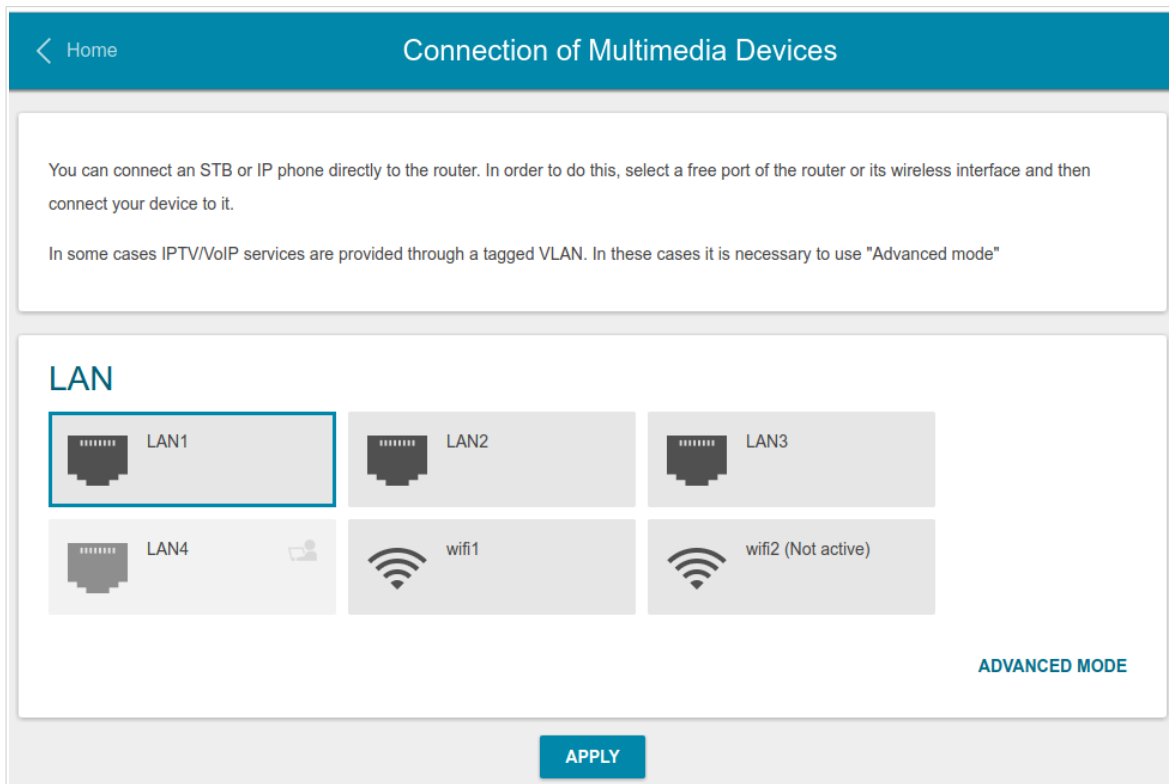 Home
Connection of Multimedia Devices
You can connect an STB or IP phone directly to the router. In order to do this, select a free port of the router or its wireless interface and then
connect your device to it.
In some cases IPTV/VoIP services are provided through a tagged VLAN. In these cases it is necessary to use "Advanced mode"
LAN
LAN1
LAN2
LAN3
LAN4
wifi1
wifi2 (Not active)
ADVANCED MODE
APPLY